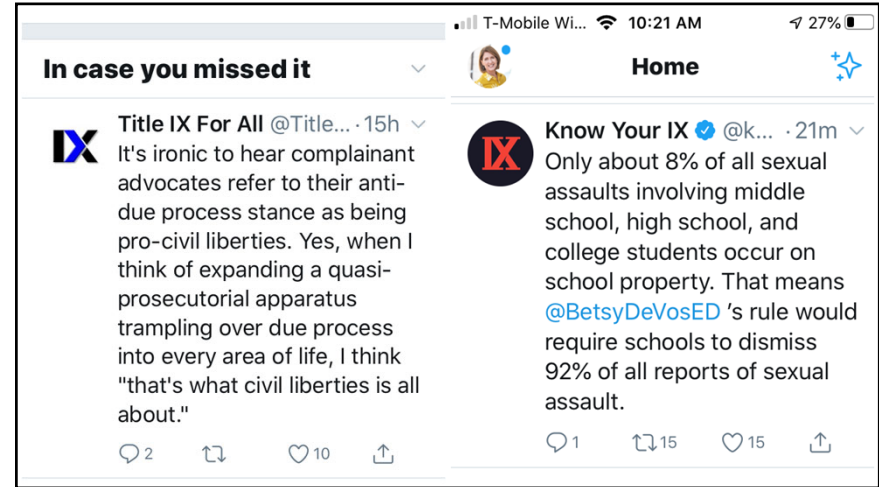 In case you missed it
IX
Title IX For All @Title... · 15h
It's ironic to hear complainant
advocates refer to their anti-
due process stance as being
pro-civil liberties. Yes, when I
think of expanding a quasi-
prosecutorial apparatus
trampling over due process
into every area of life, I think
"that's what civil liberties is all
about."
2
10
T-Mobile Wi... 10:21 AM 27%
Home
IX
Know Your IX @k... · 21m
Only about 8% of all sexual
assaults involving middle
school, high school, and
college students occur on
school property. That means
@BetsyDeVosED 's rule would
require schools to dismiss
92% of all reports of sexual
assault.
1 15 15